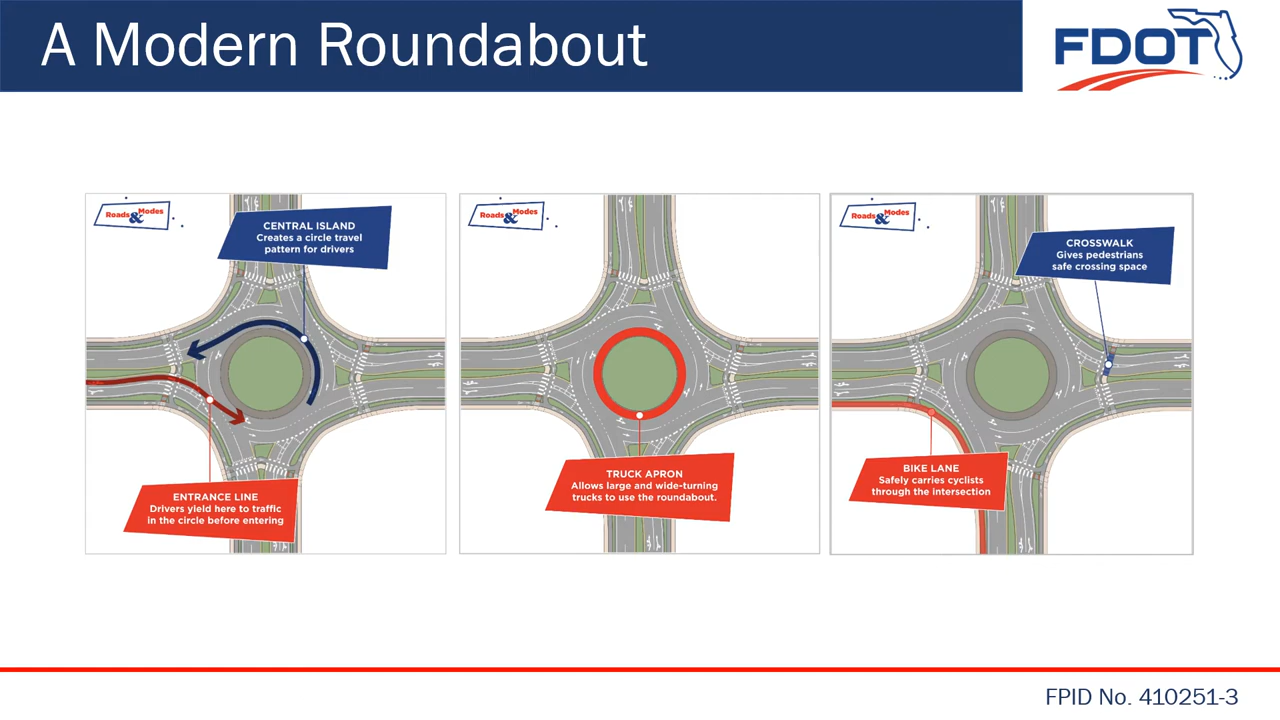 A Modern Roundabout
FDOT
Roads & Modes
CENTRAL ISLAND
Creates a circle travel
pattern for drivers
ENTRANCE LINE
Drivers yield here to traffic
in the circle before entering
Roads & Modes
TRUCK APRON
Allows large and wide-turning
trucks to use the roundabout.
Roads & Modes
CROSSWALK
Gives pedestrians
safe crossing space
BIKE LANE
Safely carries cyclists
through the intersection
FPID No. 410251-3